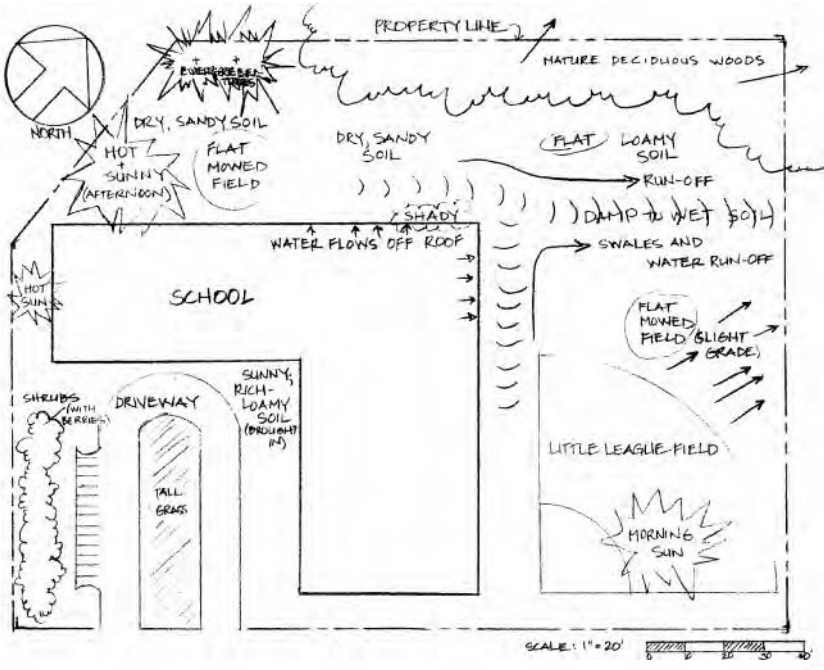 PROPERTY LINE
MATURE DECIDUOUS WOODS
EVERGREEN
TREES
NORTH
DRY, SANDY SOIL
HOT
+
SUNNY
(AFTERNOON)
FLAT
MOWED
FIELD
DRY, SANDY
SOIL
FLAT LOAMY
SOIL
RUN-OFF
SHADY
DAMP to WET SOIL
WATER FLOWS OFF ROOF
SWALES AND
WATER RUN-OFF
HOT
SUN
SCHOOL
FLAT
MOWED
FIELD (SLIGHT
GRADE)
SHRUBS
(WITH
BERRIES)
DRIVEWAY
SUNNY,
RICH-
LOAMY
SOIL
(BROUGHT
IN)
LITTLE LEAGUE FIELD
TALL
GRASS
MORNING
SUN
SCALE: 1"=20'
0 10 20 30 40'